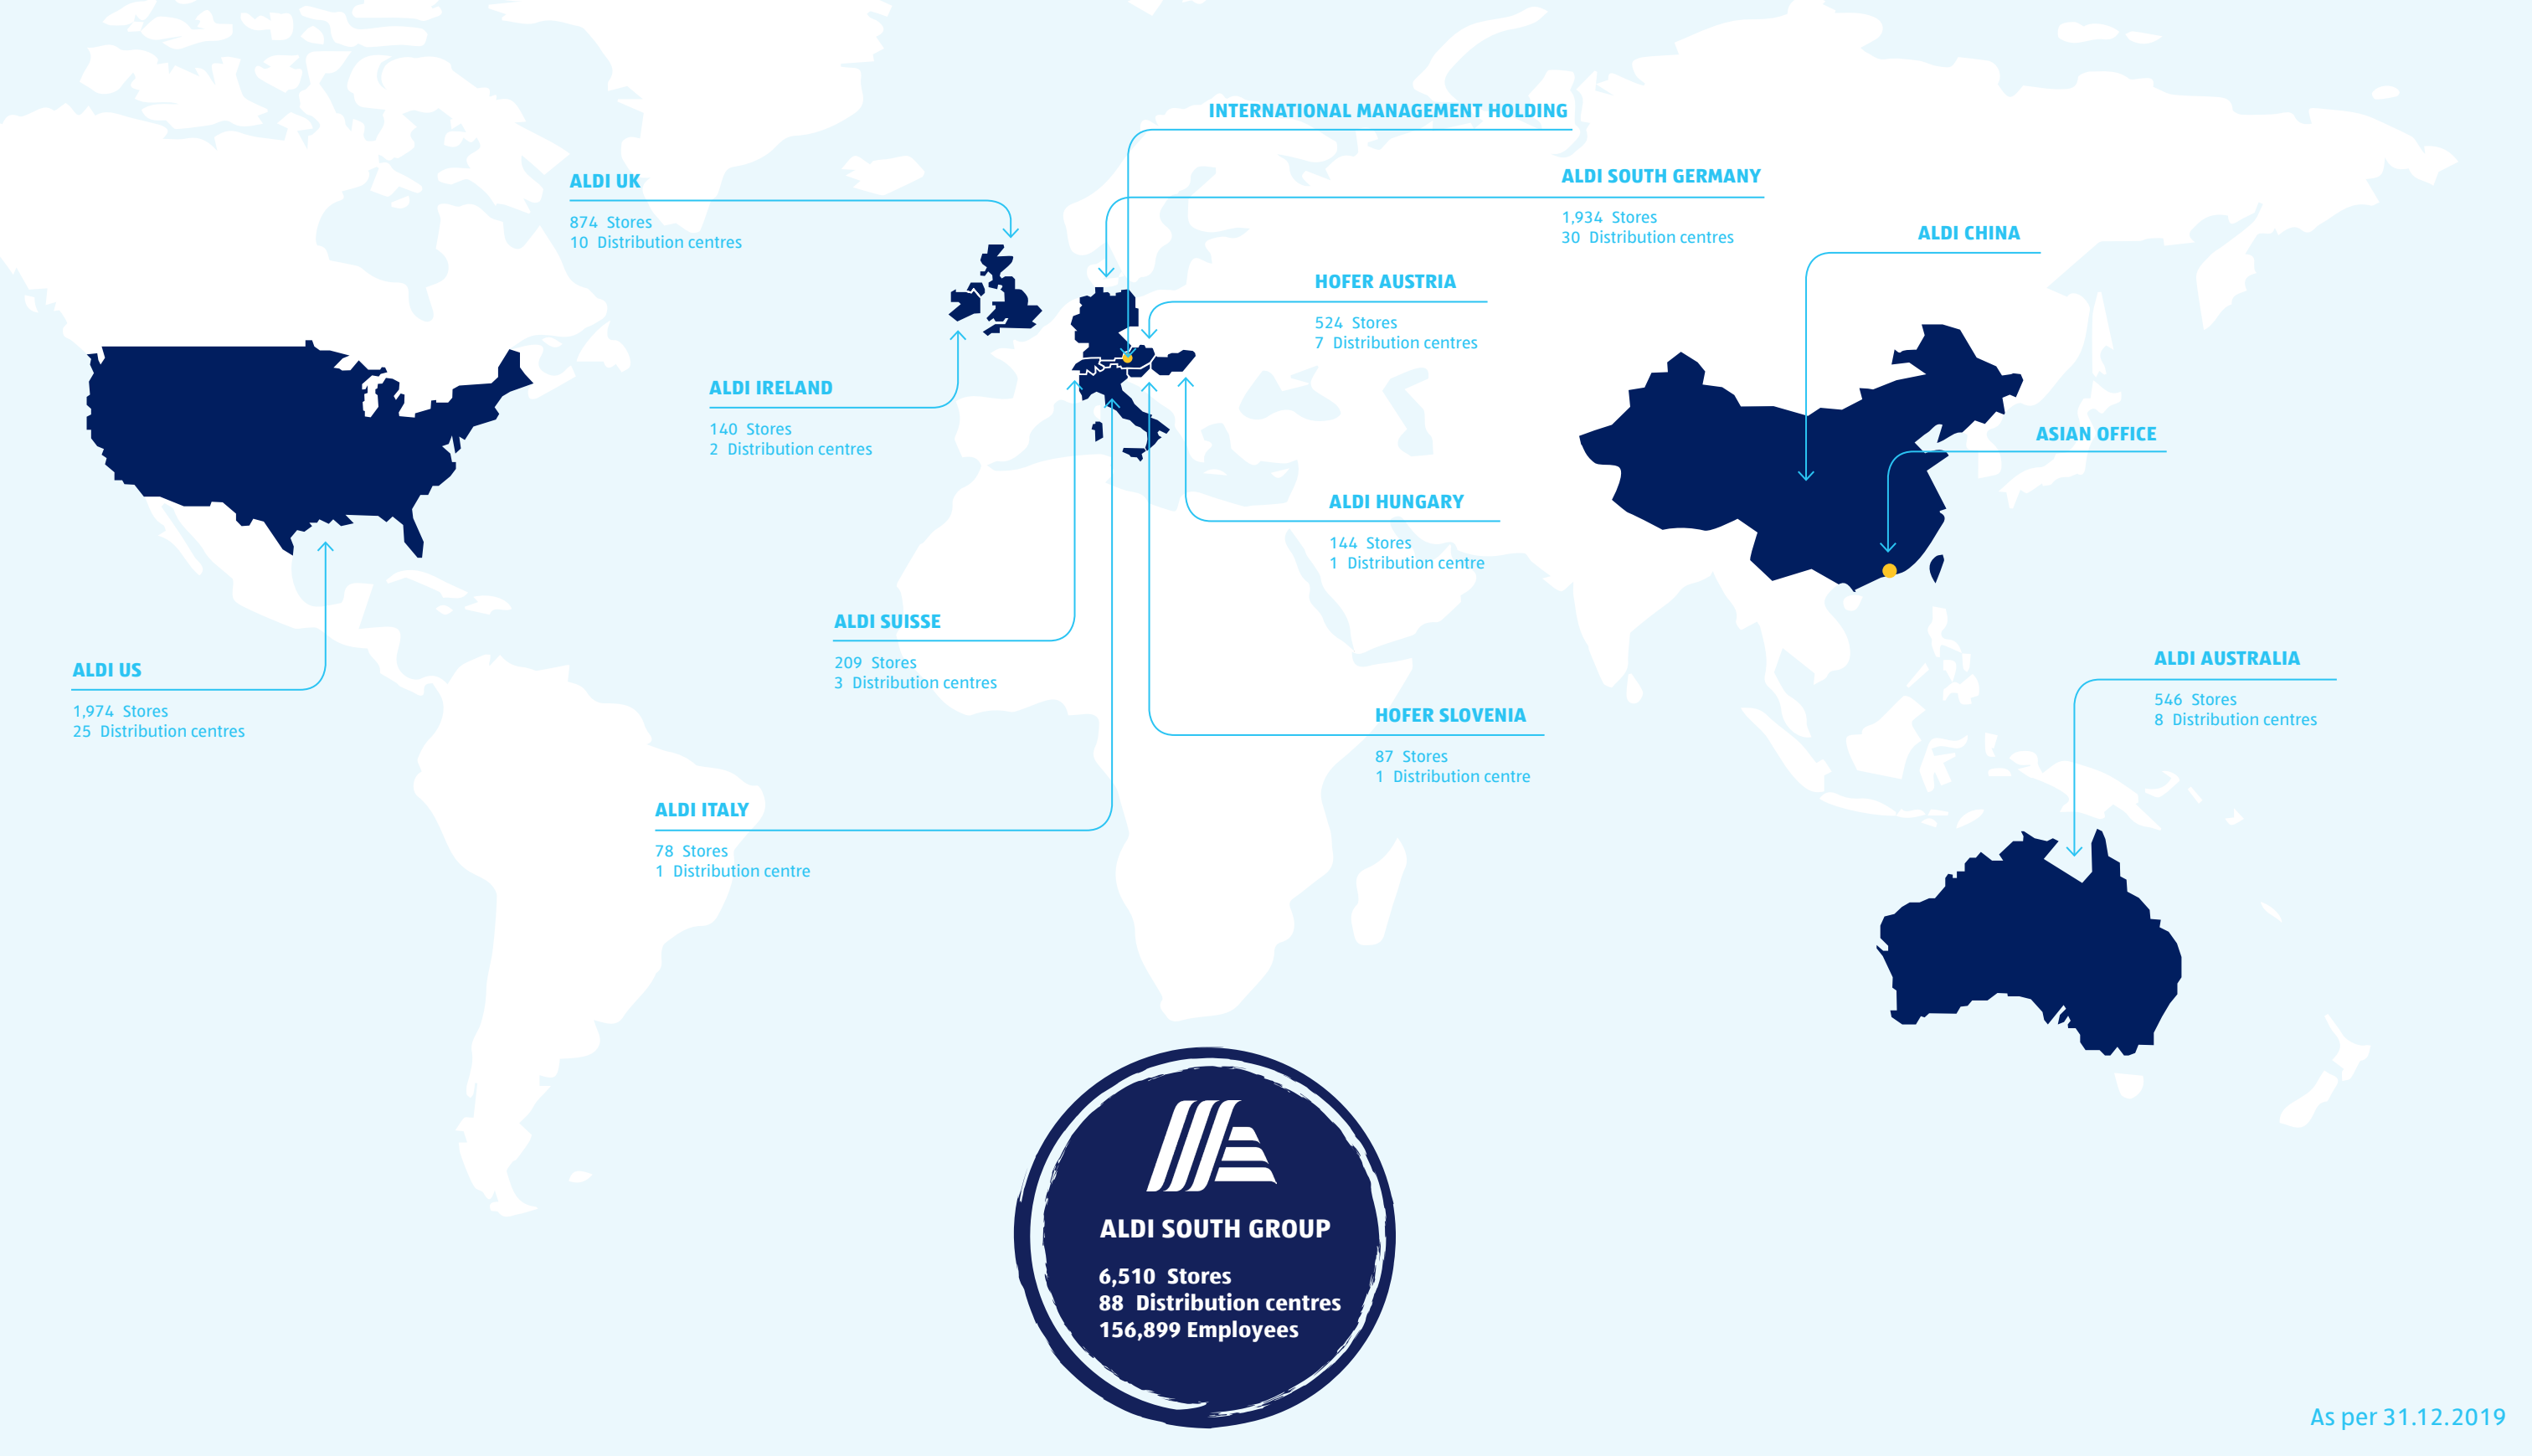 INTERNATIONAL MANAGEMENT HOLDING
ALDI UK
874 Stores
10 Distribution centres
ALDI SOUTH GERMANY
1,934 Stores
30 Distribution centres
ALDI CHINA
HOFER AUSTRIA
524 Stores
7 Distribution centres
ALDI IRELAND
140 Stores
2 Distribution centres
ASIAN OFFICE
ALDI HUNGARY
144 Stores
1 Distribution centre
ALDI SUISSE
209 Stores
3 Distribution centres
ALDI US
1,974 Stores
25 Distribution centres
ALDI AUSTRALIA
546 Stores
8 Distribution centres
HOFER SLOVENIA
87 Stores
1 Distribution centre
ALDI ITALY
78 Stores
1 Distribution centre
ALDI SOUTH GROUP
6,510 Stores
88 Distribution centres
156,899 Employees
As per 31.12.2019